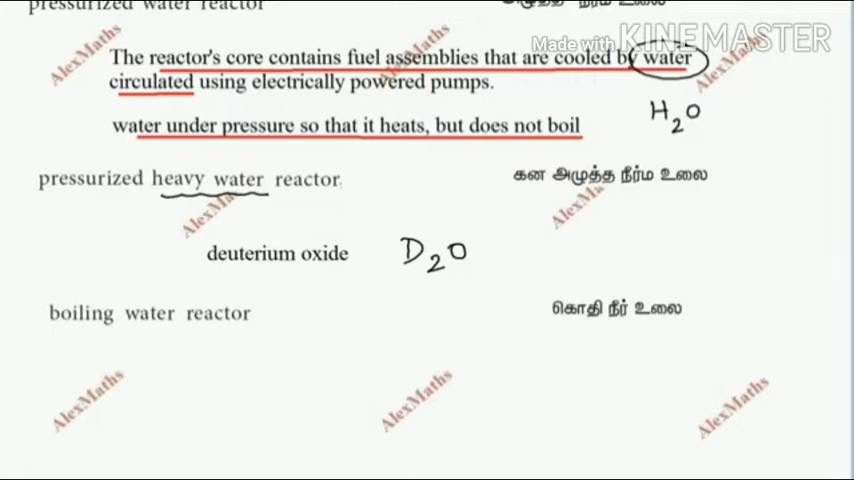 pressurized water reactor அழுத்த நீர்ம உலை
Made with KINEMASTER
AlexMaths AlexMaths AlexMaths
The reactor's core contains fuel assemblies that are cooled by water
circulated using electrically powered pumps.
H2O
water under pressure so that it heats, but does not boil
pressurized heavy water reactor. கன அழுத்த நீர்ம உலை
AlexMaths AlexMaths
deuterium oxide D2O
boiling water reactor கொதி நீர் உலை
AlexMaths AlexMaths AlexMaths